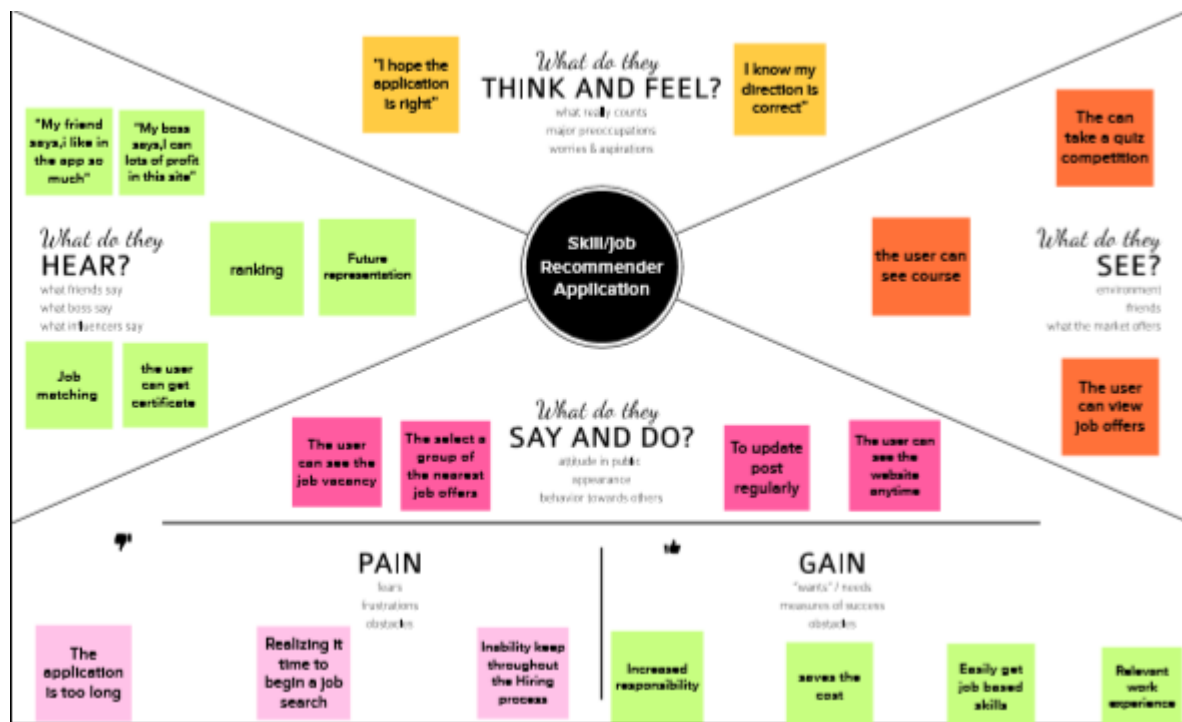 What do they
THINK AND FEEL?
what really counts
major preoccupations
worries & aspirations
"I hope the
application
is right"
I know my
direction is
correct"
"My friend
says,i like in
the app so
much"
"My boss
says,I can
lots of profit
in this site"
What do they
HEAR?
what friends say
what boss say
what influencers say
ranking
Future
representation
Job
matching
the user
can get
certificate
Skill/Job
Recommender
Application
The can
take a quiz
competition
the user can
see course
What do they
SEE?
environment
friends
what the market offers
The user
can view
job offers
What do they
SAY AND DO?
attitude in public
appearance
behavior towards others
The user
can see the
job vacancy
The select a
group of
the nearest
job offers
To update
post
regularly
The user can
see the
website
anytime
PAIN
fears
frustrations
obstacles
The
application
is too long
Realizing it
time to
begin a job
search
Inability keep
throughout
the Hiring
process
GAIN
"wants" / needs
measures of success
obstacles
Increased
responsibility
saves the
cost
Easily get
job based
skills
Relevant
work
experience